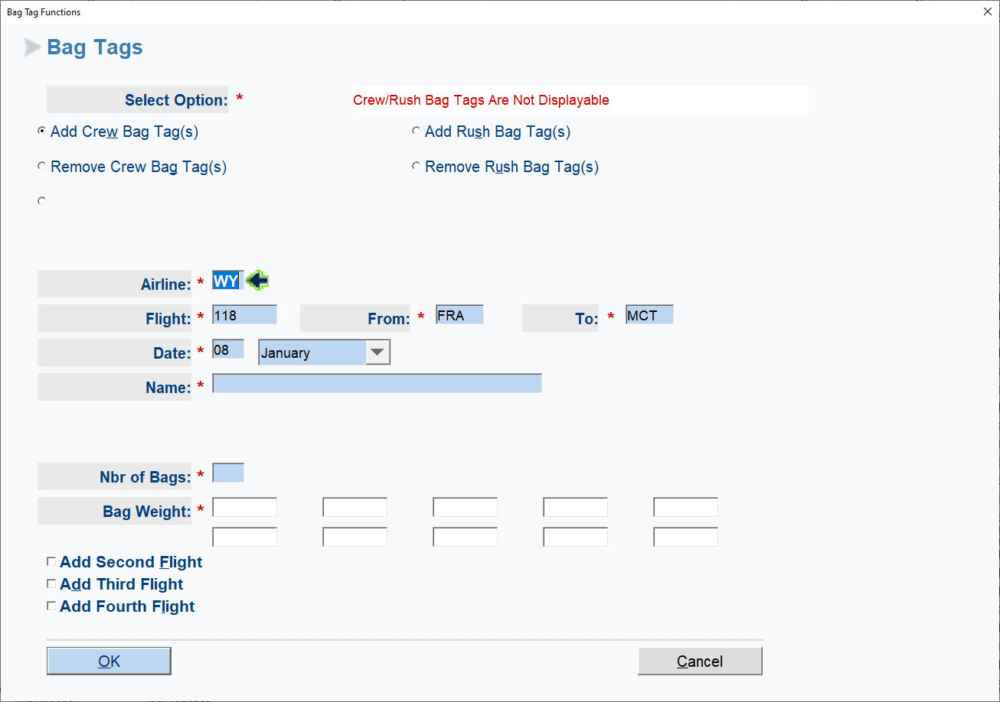 Bag Tag Functions
Bag Tags
Select Option: * Crew/Rush Bag Tags Are Not Displayable
Add Crew Bag Tag(s) Add Rush Bag Tag(s)
Remove Crew Bag Tag(s) Remove Rush Bag Tag(s)
Airline: * WY
Flight: * 118 From: * FRA To: * MCT
Date: * 08 January
Name: *
Nbr of Bags: *
Bag Weight: *
Add Second Flight
Add Third Flight
Add Fourth Flight
OK Cancel